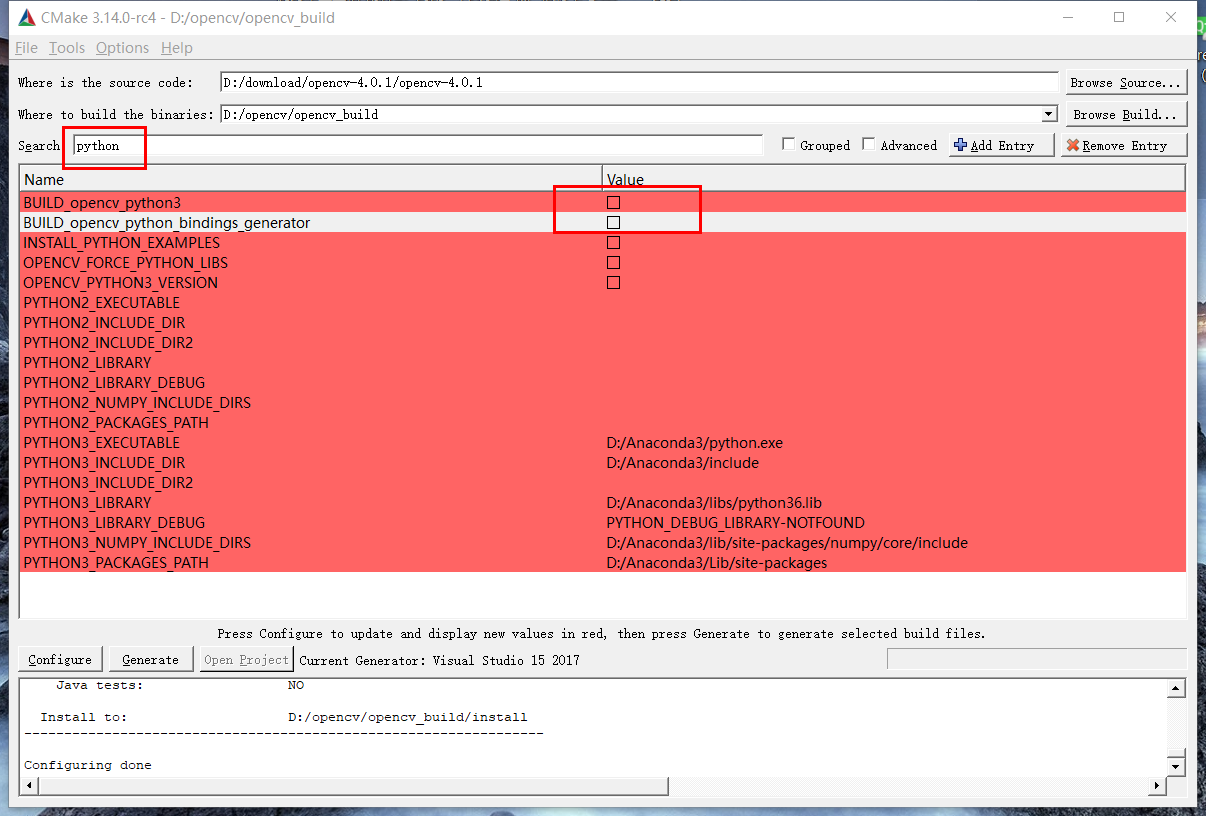 CMake 3.14.0-rc4 - D:/opencv/opencv_build
File Tools Options Help
Where is the source code: D:/download/opencv-4.0.1/opencv-4.0.1 Browse Source...
Where to build the binaries: D:/opencv/opencv_build Browse Build...
Search python Grouped Advanced Add Entry Remove Entry
Name Value
BUILD_opencv_python3
BUILD_opencv_python_bindings_generator
INSTALL_PYTHON_EXAMPLES
OPENCV_FORCE_PYTHON_LIBS
OPENCV_PYTHON3_VERSION
PYTHON2_EXECUTABLE
PYTHON2_INCLUDE_DIR
PYTHON2_INCLUDE_DIR2
PYTHON2_LIBRARY
PYTHON2_LIBRARY_DEBUG
PYTHON2_NUMPY_INCLUDE_DIRS
PYTHON2_PACKAGES_PATH
PYTHON3_EXECUTABLE D:/Anaconda3/python.exe
PYTHON3_INCLUDE_DIR D:/Anaconda3/include
PYTHON3_INCLUDE_DIR2
PYTHON3_LIBRARY D:/Anaconda3/libs/python36.lib
PYTHON3_LIBRARY_DEBUG PYTHON_DEBUG_LIBRARY-NOTFOUND
PYTHON3_NUMPY_INCLUDE_DIRS D:/Anaconda3/lib/site-packages/numpy/core/include
PYTHON3_PACKAGES_PATH D:/Anaconda3/Lib/site-packages
Press Configure to update and display new values in red, then press Generate to generate selected build files.
Configure Generate Open Project Current Generator: Visual Studio 15 2017
Java tests: NO
Install to: D:/opencv/opencv_build/install
-----------------------------------------------------------------
Configuring done